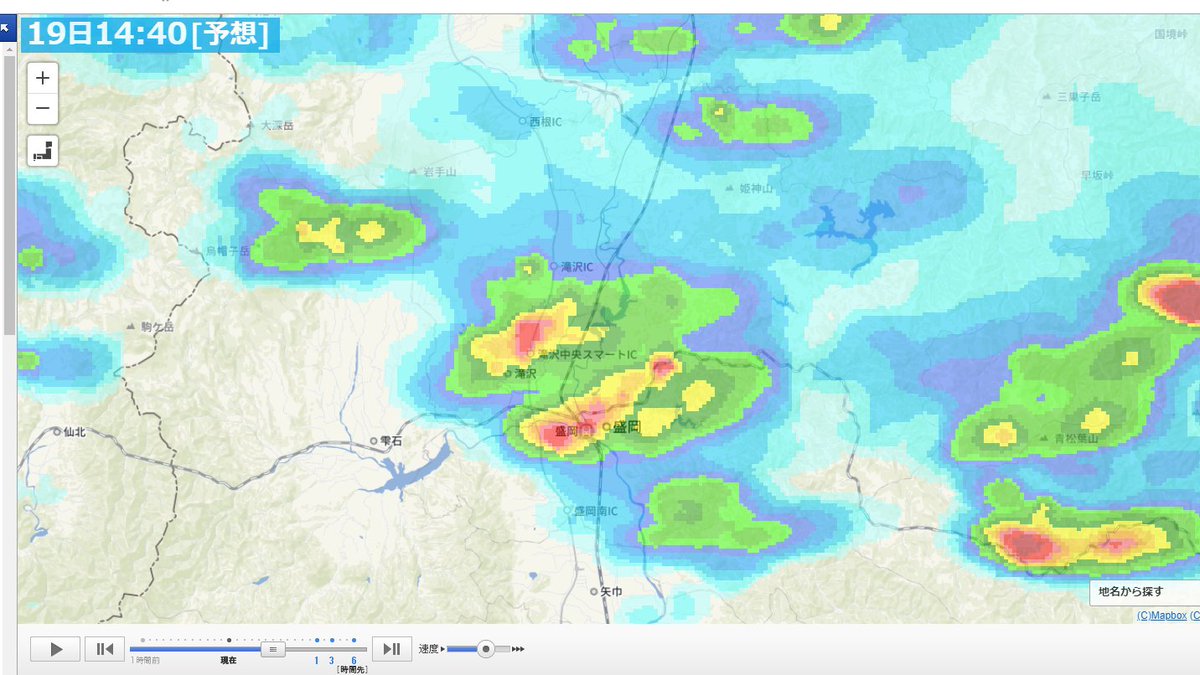 19日14:40[予想]
国境峠
三巣子岳
大深岳
西根IC
岩手山
早坂峠
姫神山
烏帽子岳
滝沢IC
駒ケ岳
滝沢中央スマートIC
滝沢
仙北
雫石
盛岡
盛岡
青松葉山
盛岡南IC
矢巾
地名から探す
(C)Mapbox (C
1時間前
現在
1 3 6
[時間先]
速度